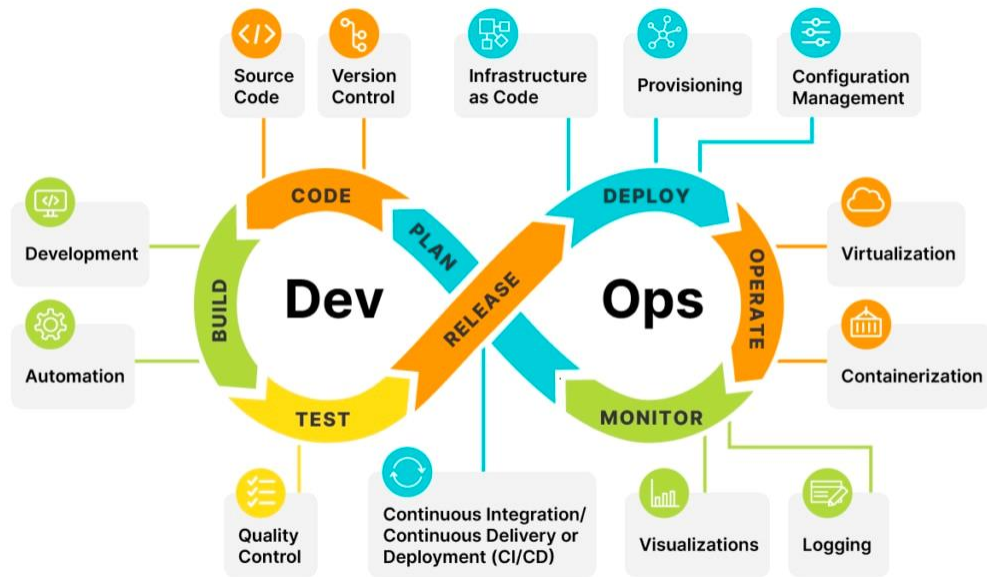 Source
Code
Version
Control
Infrastructure
as Code
Provisioning
Configuration
Management
CODE
PLAN
DEPLOY
Development
BUILD
Dev
RELEASE
Ops
OPERATE
Virtualization
Automation
Containerization
TEST
MONITOR
Quality
Control
Continuous Integration/
Continuous Delivery or
Deployment (CI/CD)
Visualizations
Logging